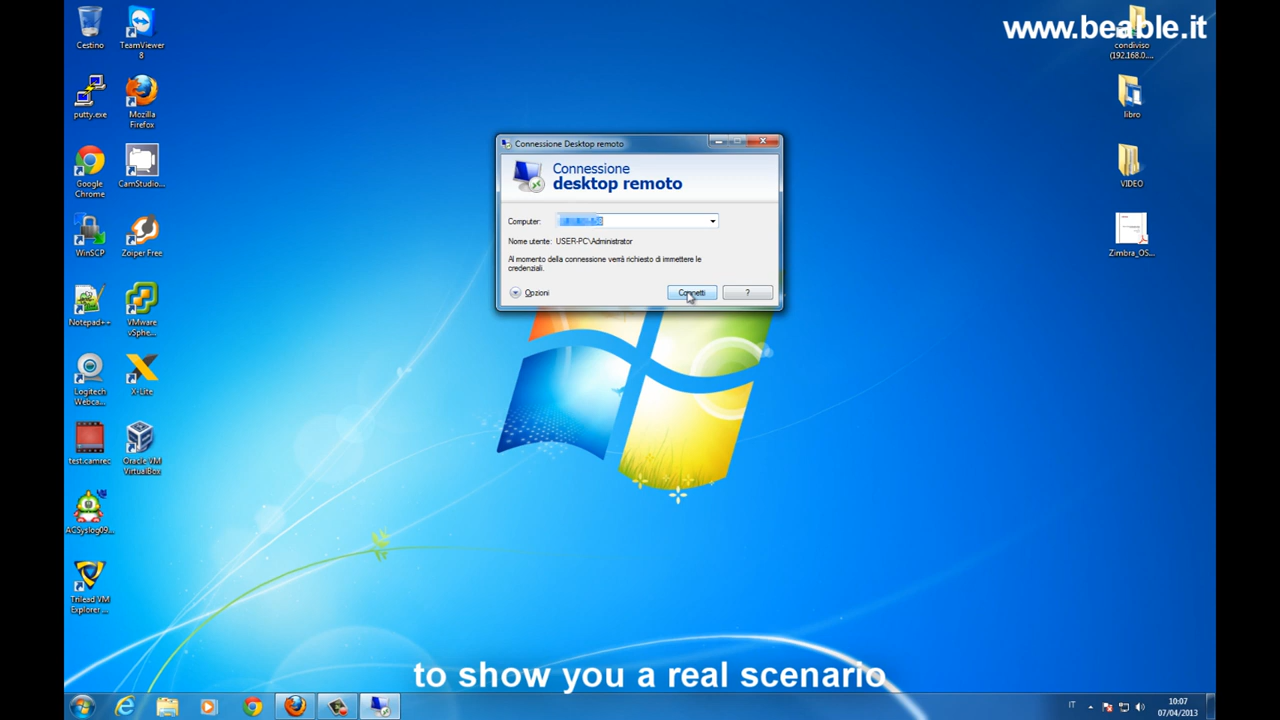 www.beable.it
Cestino
TeamViewer
8
condiviso
(192.168.0....
putty.exe
Mozilla
Firefox
libro
Google
Chrome
CamStudio...
VIDEO
WinSCP
Zoiper Free
Zimbra_OS...
Notepad++
VMware
vSphe...
Logitech
Webca...
X-Lite
test.camrec
Oracle VM
VirtualBox
ACSyslog09...
Trilead VM
Explorer ...
Connessione Desktop remoto
Connessione
desktop remoto
Computer:
Nome utente: USER-PC\Administrator
Al momento della connessione verrà richiesto di immettere le
credenziali.
Opzioni
Connetti
?
to show you a real scenario
IT
10:07
07/04/2013